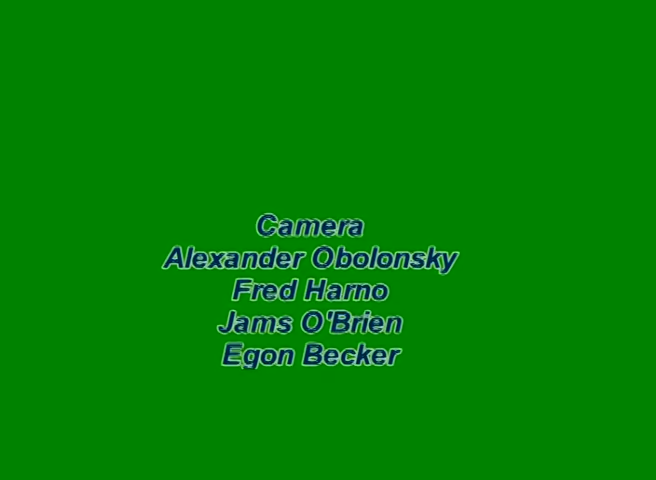 Camera
Alexander Obolonsky
Fred Harno
Jams O'Brien
Egon Becker